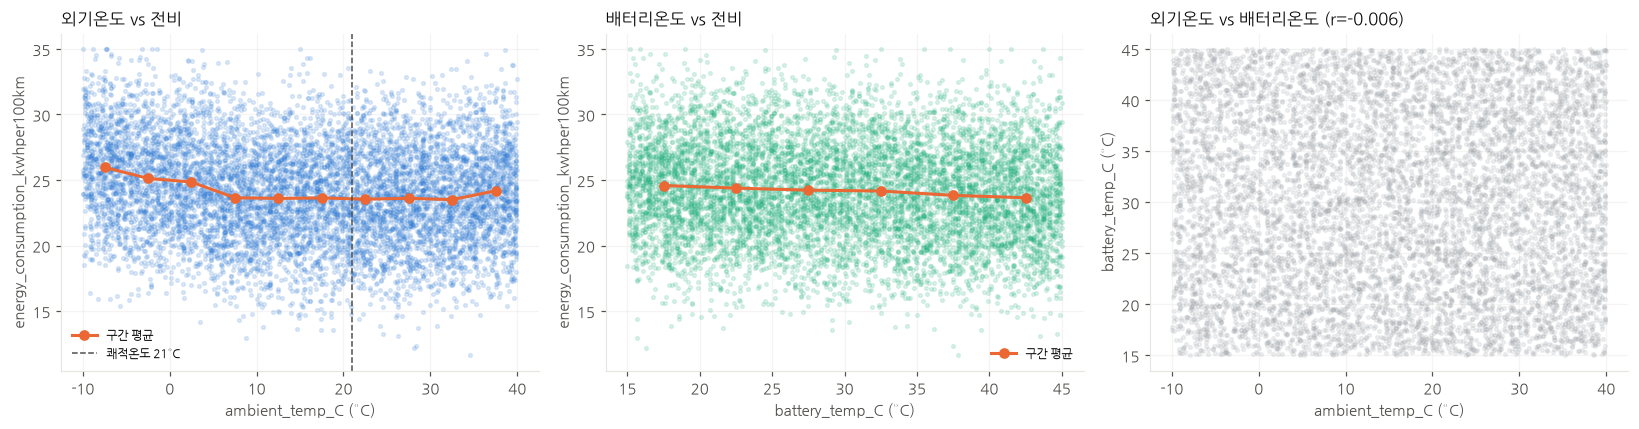 외기온도 vs 전비
energy_consumption_kwhper100km
35
30
25
20
15
구간 평균
쾌적온도 21°C
-10 0 10 20 30 40
ambient_temp_C (°C)
배터리온도 vs 전비
energy_consumption_kwhper100km
35
30
25
20
15
구간 평균
15 20 25 30 35 40 45
battery_temp_C (°C)
외기온도 vs 배터리온도 (r=-0.006)
battery_temp_C (°C)
45
40
35
30
25
20
15
-10 0 10 20 30 40
ambient_temp_C (°C)